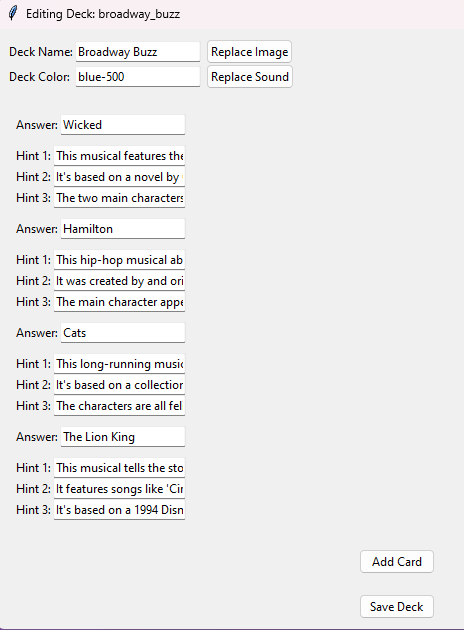 Editing Deck: broadway_buzz
Deck Name: Broadway Buzz Replace Image
Deck Color: blue-500 Replace Sound
Answer: Wicked
Hint 1: This musical features the
Hint 2: It's based on a novel by
Hint 3: The two main characters
Answer: Hamilton
Hint 1: This hip-hop musical ab
Hint 2: It was created by and ori
Hint 3: The main character appe
Answer: Cats
Hint 1: This long-running music
Hint 2: It's based on a collection
Hint 3: The characters are all fel
Answer: The Lion King
Hint 1: This musical tells the sto
Hint 2: It features songs like 'Cir
Hint 3: It's based on a 1994 Disn
Add Card
Save Deck